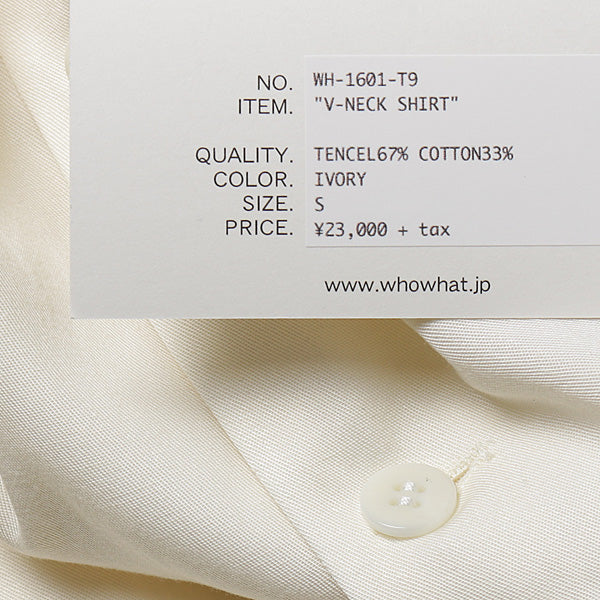 NO. WH-1601-T9
ITEM. "V-NECK SHIRT"
QUALITY. TENCEL67% COTTON33%
COLOR. IVORY
SIZE. S
PRICE. ¥23,000 + tax
www.whowhat.jp